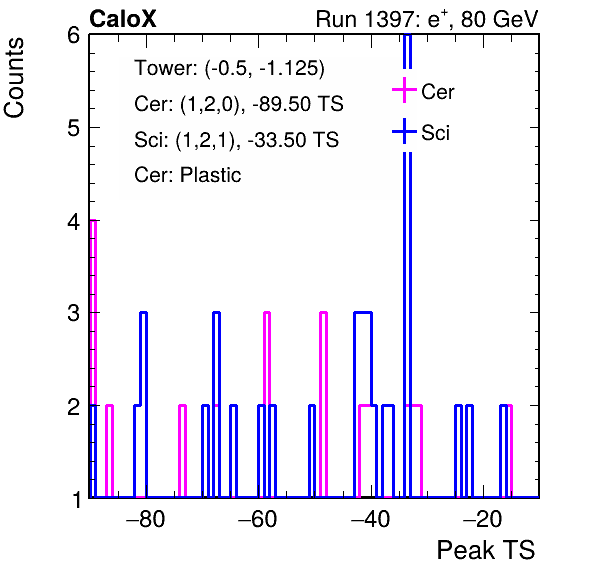 CaloX Run 1397: e⁺, 80 GeV
Counts
Tower: (-0.5, -1.125)
Cer: (1,2,0), -89.50 TS
Sci: (1,2,1), -33.50 TS
Cer: Plastic
Cer
Sci
6
5
4
3
2
1
−80 −60 −40 −20
Peak TS